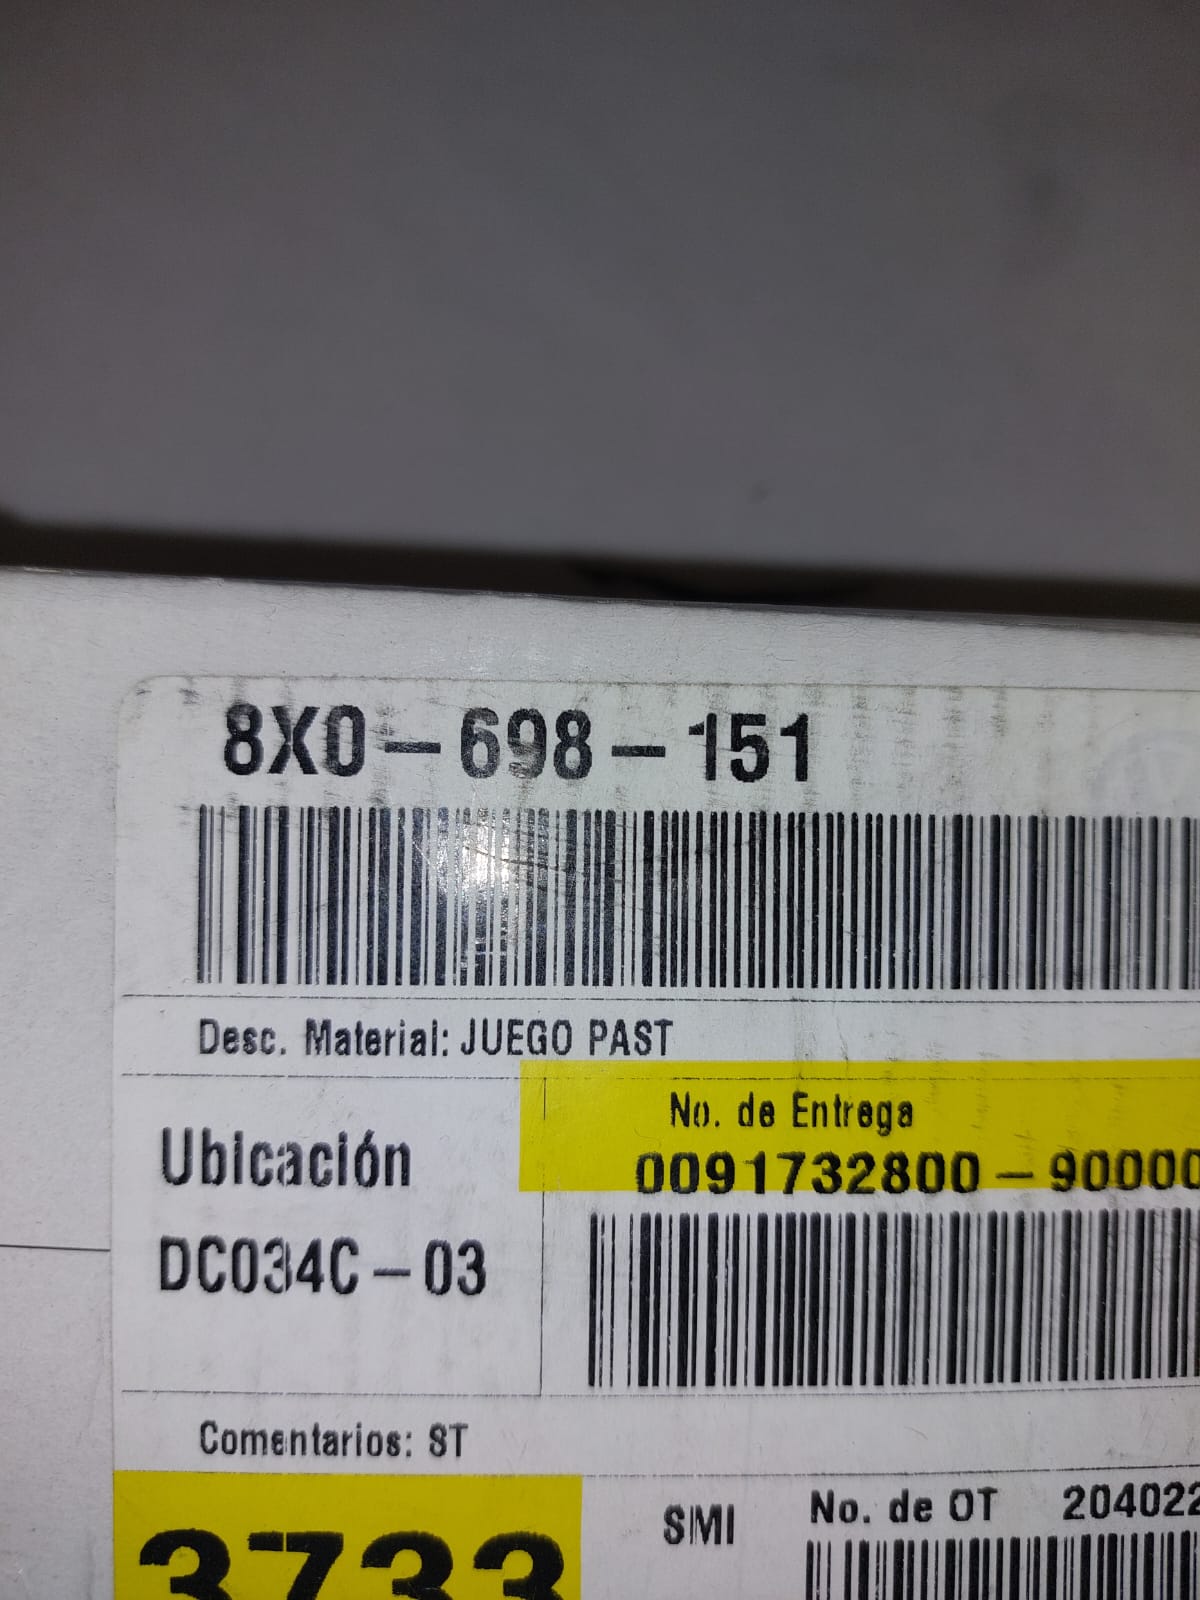 8X0-698-151
Desc. Material: JUEGO PAST
No. de Entrega
0091732800-90000
Ubicación
DC034C-03
Comentarios: ST
3733
SMI
No. de OT 204022